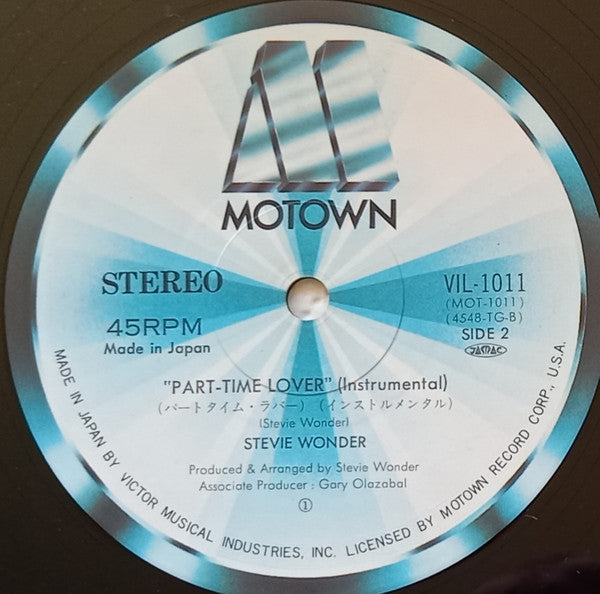 MOTOWN
STEREO
45RPM
Made in Japan
VIL-1011
(MOT-1011)
(4548-TG-B)
SIDE 2
JASRAC
"PART-TIME LOVER" (Instrumental)
(パートタイム・ラバー) (インストルメンタル)
(Stevie Wonder)
STEVIE WONDER
Produced & Arranged by Stevie Wonder
Associate Producer : Gary Olazabal
①
MADE IN JAPAN BY VICTOR MUSICAL INDUSTRIES, INC. LICENSED BY MOTOWN RECORD CORP., U.S.A.